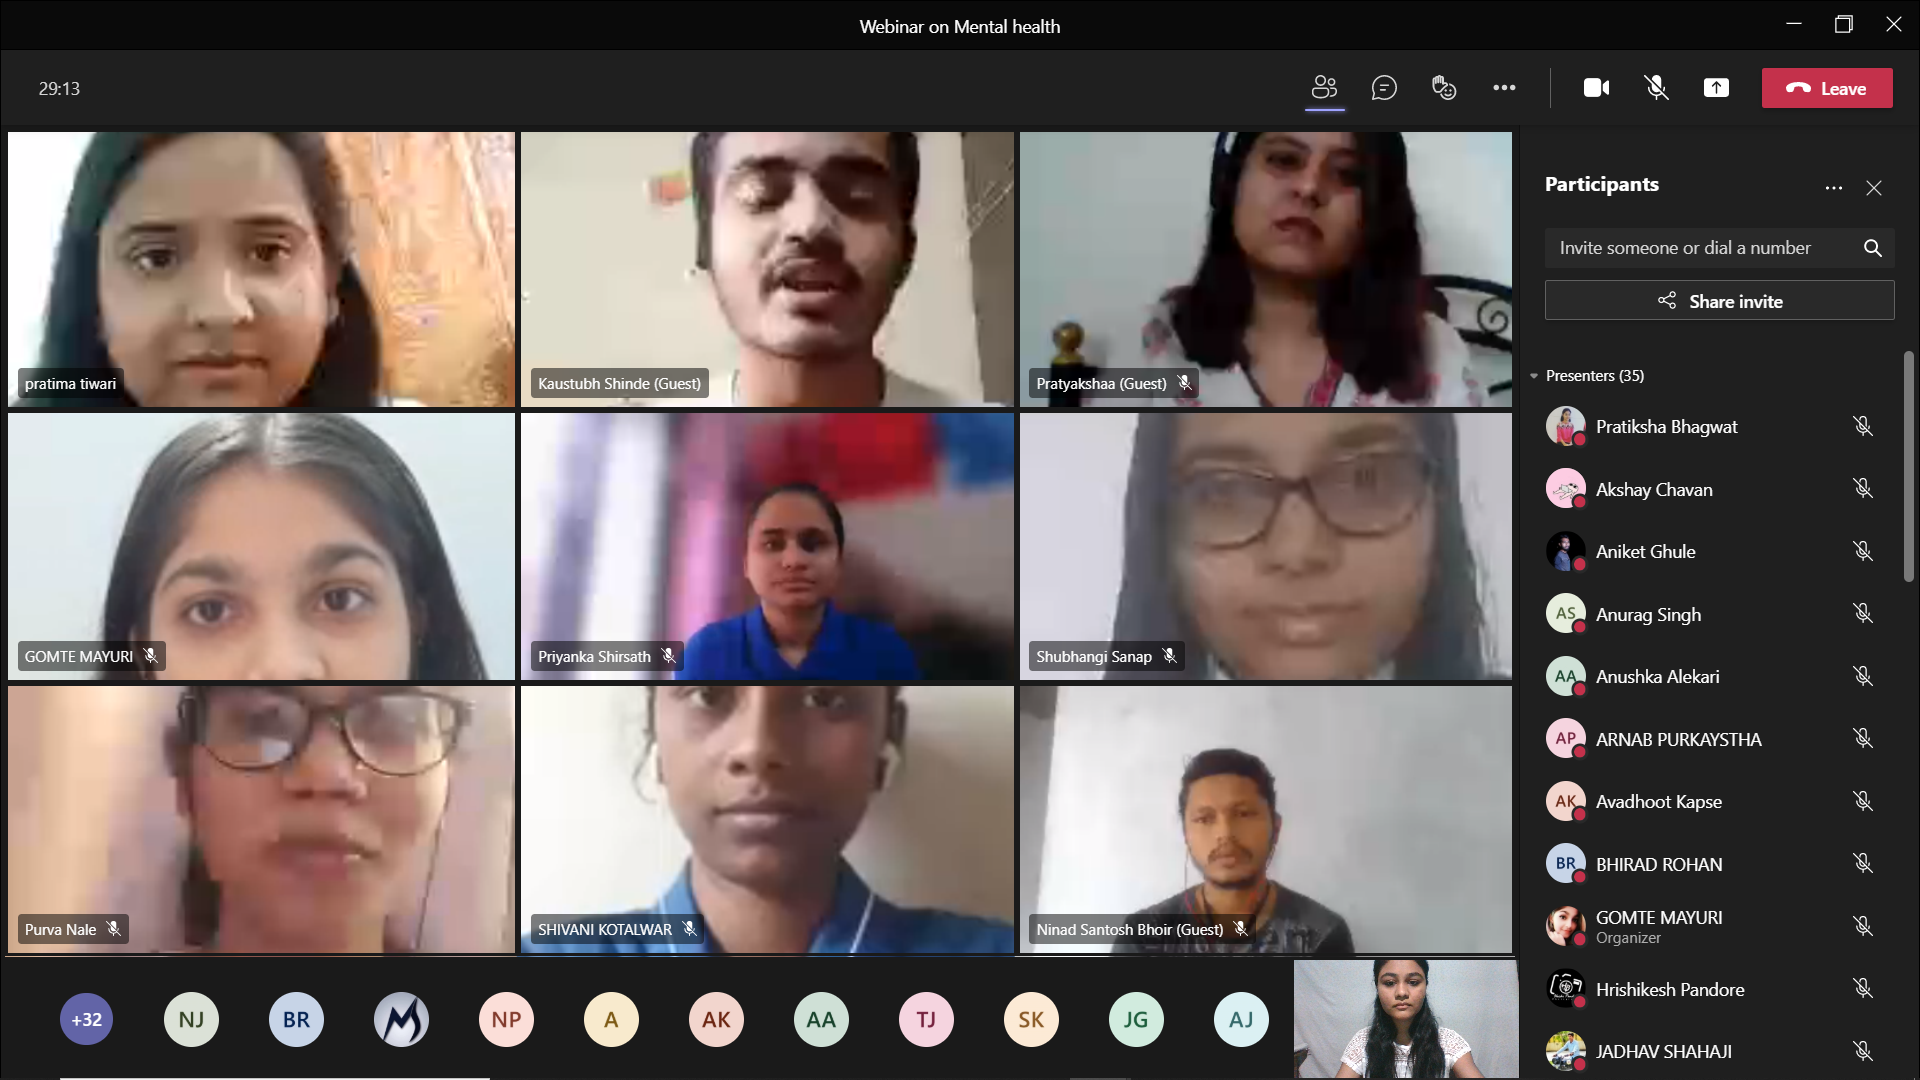 Webinar on Mental health
29:13
Leave
pratima tiwari
Kaustubh Shinde (Guest)
Pratyakshaa (Guest)
GOMTE MAYURI
Priyanka Shirsath
Shubhangi Sanap
Purva Nale
SHIVANI KOTALWAR
Ninad Santosh Bhoir (Guest)
+32
NJ
BR
NP
A
AK
AA
TJ
SK
JG
AJ
Participants
Invite someone or dial a number
Share invite
Presenters (35)
Pratiksha Bhagwat
Akshay Chavan
Aniket Ghule
AS
Anurag Singh
AA
Anushka Alekari
AP
ARNAB PURKAYSTHA
AK
Avadhoot Kapse
BR
BHIRAD ROHAN
GOMTE MAYURI
Organizer
Hrishikesh Pandore
JADHAV SHAHAJI